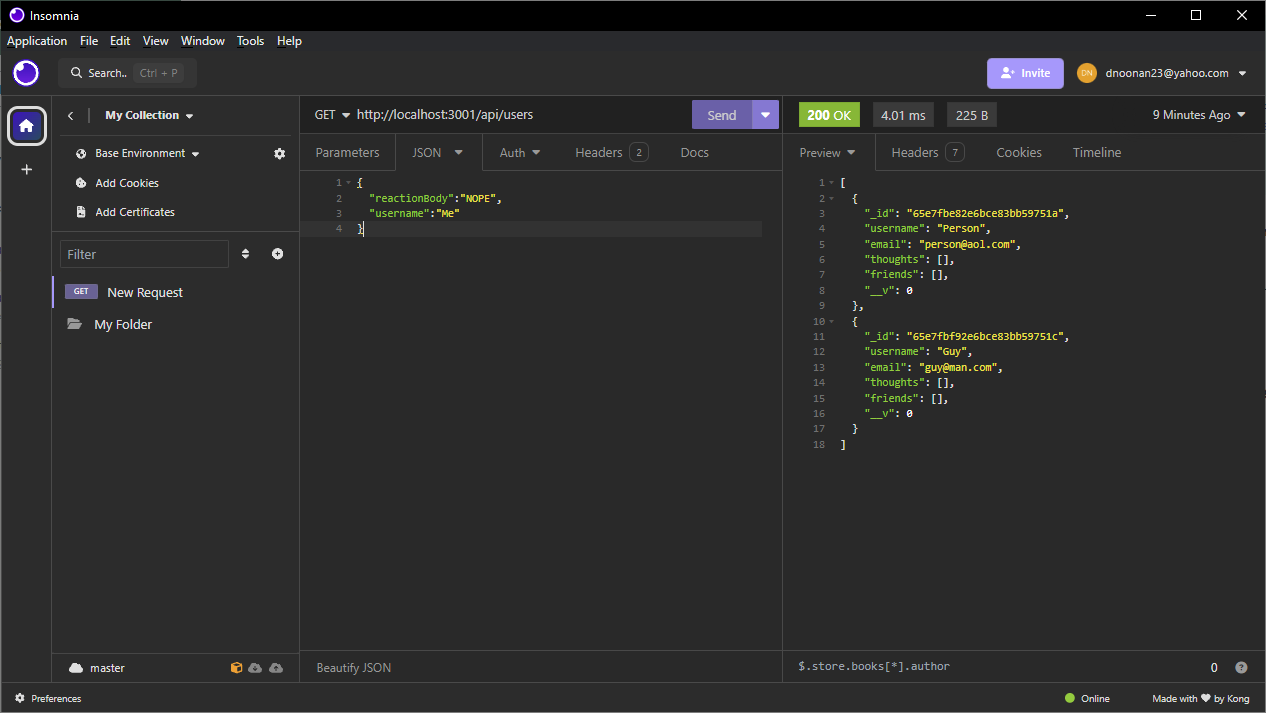 Insomnia
Application File Edit View Window Tools Help
Search.. Ctrl + P
Invite
DN
dnoonan23@yahoo.com
My Collection
Base Environment
Add Cookies
Add Certificates
Filter
GET New Request
My Folder
master
GET http://localhost:3001/api/users
Send
Parameters JSON Auth Headers 2 Docs
1 {
2 "reactionBody":"NOPE",
3 "username":"Me"
4 }
Beautify JSON
200 OK 4.01 ms 225 B 9 Minutes Ago
Preview Headers 7 Cookies Timeline
1 [
2 {
3 "_id": "65e7fbe82e6bce83bb59751a",
4 "username": "Person",
5 "email": "person@aol.com",
6 "thoughts": [],
7 "friends": [],
8 "__v": 0
9 },
10 {
11 "_id": "65e7fbf92e6bce83bb59751c",
12 "username": "Guy",
13 "email": "guy@man.com",
14 "thoughts": [],
15 "friends": [],
16 "__v": 0
17 }
18 ]
$.store.books[*].author 0 ?
Preferences
Online
Made with ♥ by Kong